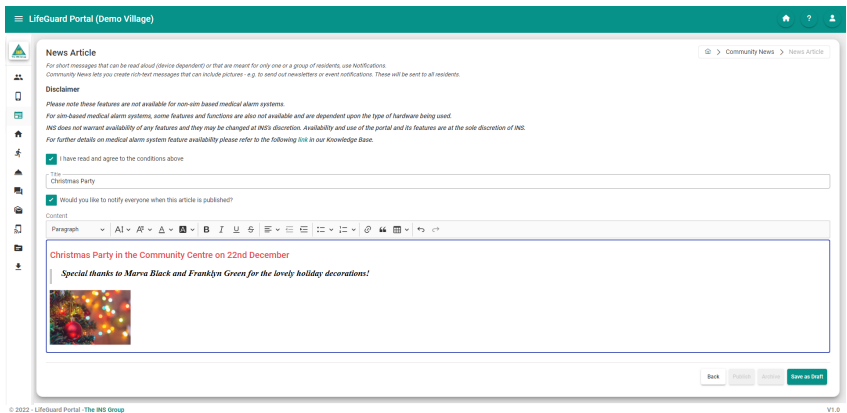 LifeGuard Portal (Demo Village)
News Article
Community News > News Article
For short messages that can be read aloud (device dependent) or that are meant for only one or a group of residents, use Notifications.
Community News lets you create rich-text messages that can include pictures - e.g. to send out newsletters or event notifications. These will be sent to all residents.
Disclaimer
Please note these features are not available for non-sim based medical alarm systems.
For sim-based medical alarm systems, some features and functions are also not available and are dependent upon the type of hardware being used.
INS does not warrant availability of any features and they may be changed at INS's discretion. Availability and use of the portal and its features are at the sole discretion of INS.
For further details on medical alarm system feature availability please refer to the following link in our Knowledge Base.
I have read and agree to the conditions above
Title
Christmas Party
Would you like to notify everyone when this article is published?
Content
Paragraph
Christmas Party in the Community Centre on 22nd December
Special thanks to Marva Black and Franklyn Green for the lovely holiday decorations!
Back Publish Archive Save as Draft
© 2022 - LifeGuard Portal - The INS Group V1.0